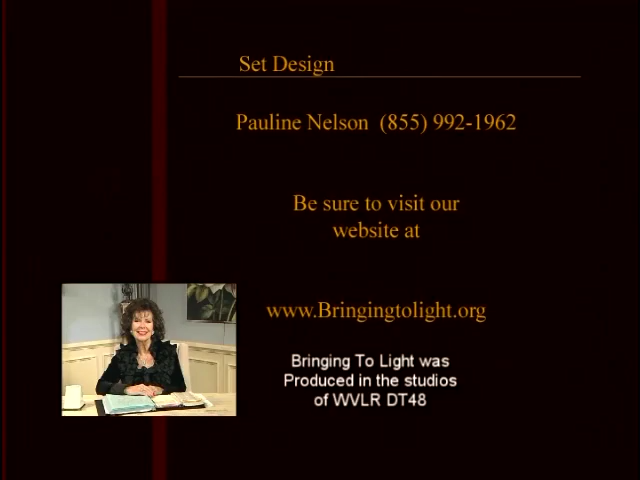 Set Design
Pauline Nelson  (855) 992-1962
Be sure to visit our
website at
www.Bringingtolight.org
Bringing To Light was
Produced in the studios
of WVLR DT48